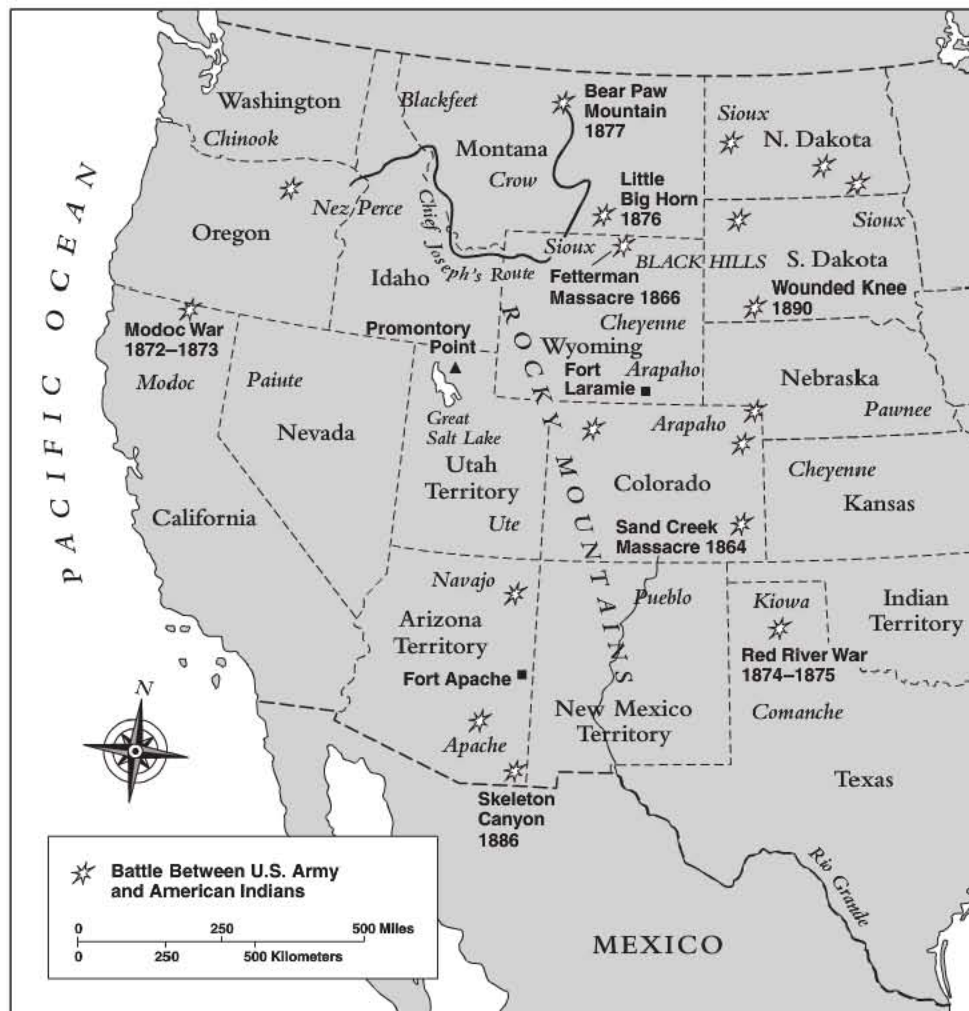 Washington
Chinook
Blackfeet
Bear Paw
Mountain
1877
Sioux
N. Dakota
Montana
Crow
Little
Big Horn
1876
Nez Perce
Oregon
Idaho
Chief Joseph's Route
Sioux
BLACK HILLS
Sioux
S. Dakota
Fetterman
Massacre 1866
Wounded Knee
1890
Modoc War
1872–1873
Modoc
Promontory
Point
Cheyenne
Wyoming
Fort
Laramie
Arapaho
Nebraska
Pawnee
Paiute
Nevada
Great
Salt Lake
Utah
Territory
Ute
ROCKY MOUNTAINS
Arapaho
Colorado
Cheyenne
Kansas
California
Sand Creek
Massacre 1864
PACIFIC OCEAN
Navajo
Arizona
Territory
Fort Apache
Pueblo
Kiowa
Indian
Territory
Red River War
1874–1875
New Mexico
Territory
Comanche
Apache
Texas
Skeleton
Canyon
1886
N
Rio Grande
MEXICO
Battle Between U.S. Army
and American Indians
0 250 500 Miles
0 250 500 Kilometers